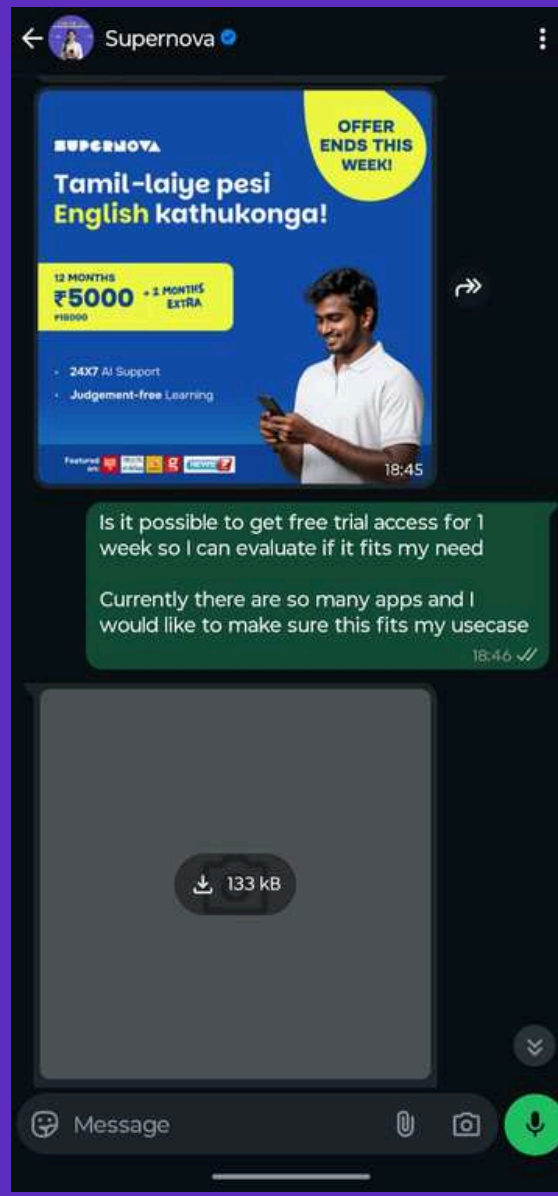 Supernova
SUPERNOVA
OFFER
ENDS THIS
WEEK!
Tamil-laiye pesi
English kathukonga!
12 MONTHS
₹5000 + 2 MONTHS
EXTRA
24X7 AI Support
Judgement-free Learning
Featured
on:
18:45
Is it possible to get free trial access for 1
week so I can evaluate if it fits my need
Currently there are so many apps and I
would like to make sure this fits my usecase
18:46
133 kB
Message